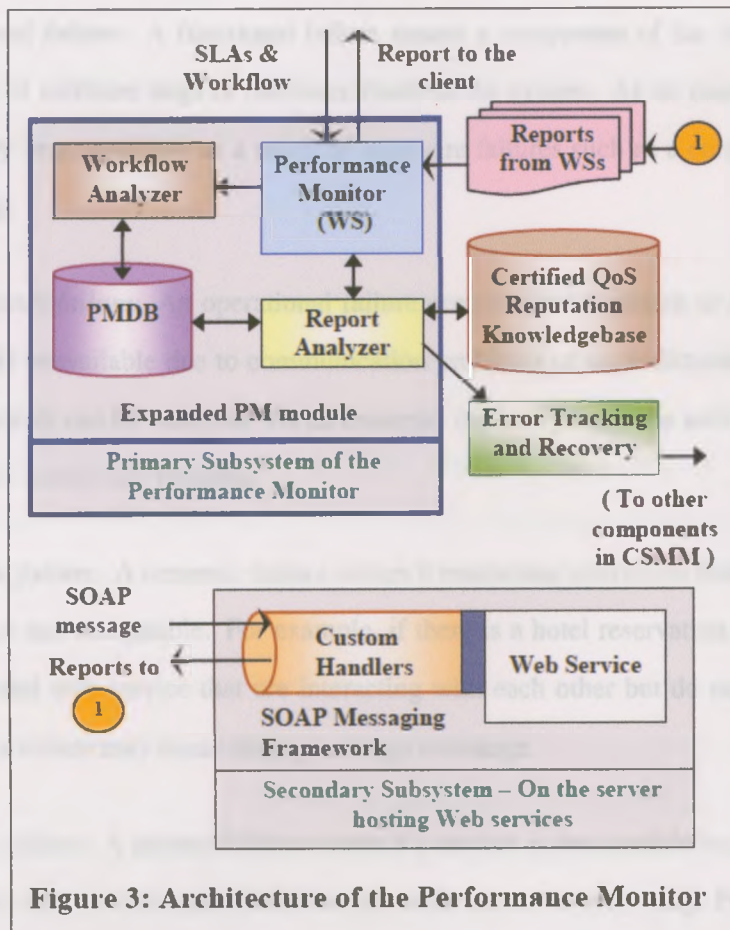 SLAs &
Workflow
Report to the
client
Workflow
Analyzer
Performance
Monitor
(WS)
Reports
from WSs
1
PMDB
Report
Analyzer
Certified QoS
Reputation
Knowledgebase
Expanded PM module
Error Tracking
and Recovery
Primary Subsystem of the
Performance Monitor
( To other
components
in CSMM )
SOAP
message
Reports to
1
Custom
Handlers
Web Service
SOAP Messaging
Framework
Secondary Subsystem – On the server
hosting Web services
Figure 3: Architecture of the Performance Monitor